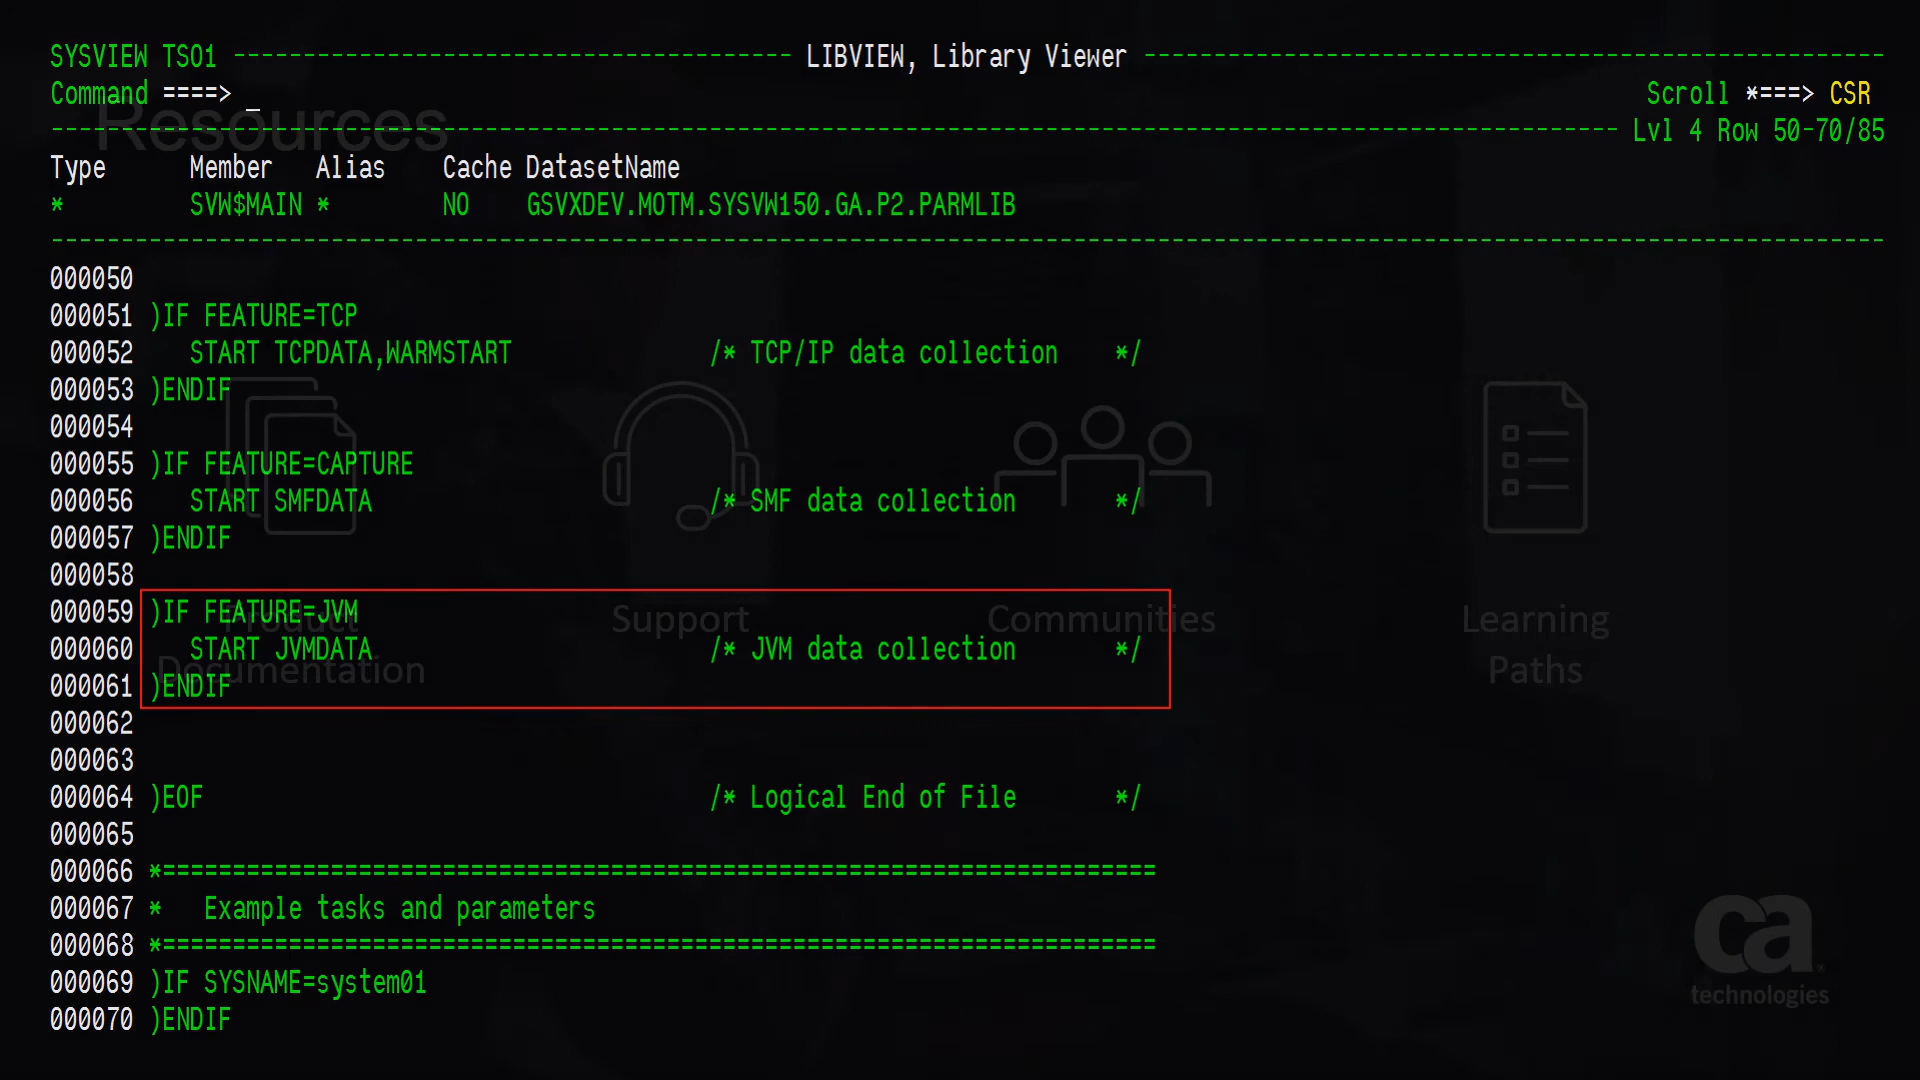 SYSVIEW TSO1 ---------------------------------------- LIBVIEW, Library Viewer -----------------------------------------------------
Command ====> _ Scroll *===> CSR
---------------------------------------------------------------------------------------------------------------- Lvl 4 Row 50-70/85
Resources
Type Member Alias Cache DatasetName
* SVW$MAIN * NO GSVXDEV.MOTM.SYSVW150.GA.P2.PARMLIB
-----------------------------------------------------------------------------------------------------------------------------------
000050
000051 )IF FEATURE=TCP
000052 START TCPDATA,WARMSTART /* TCP/IP data collection */
000053 )ENDIF
000054
000055 )IF FEATURE=CAPTURE
000056 START SMFDATA /* SMF data collection */
000057 )ENDIF
000058
000059 )IF FEATURE=JVM
000060 START JVMDATA /* JVM data collection */
000061 )ENDIF
Product
Documentation
Support
Communities
Learning
Paths
000062
000063
000064 )EOF /* Logical End of File */
000065
000066 *=======================================================================
000067 * Example tasks and parameters
000068 *=======================================================================
000069 )IF SYSNAME=system01
000070 )ENDIF
ca
technologies